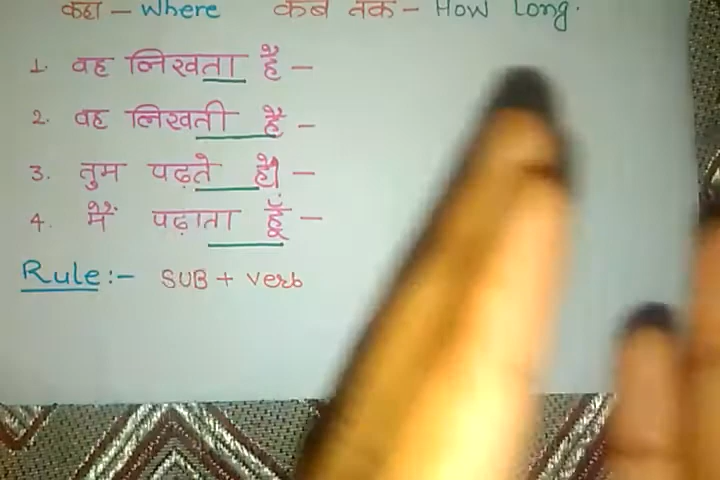 कहाँ - Where कब तक - How Long.
1. वह लिखता है -
2. वह लिखती है -
3. तुम पढ़ते हो -
4. मैं पढ़ाता हूँ -
Rule:- SUB + Verb